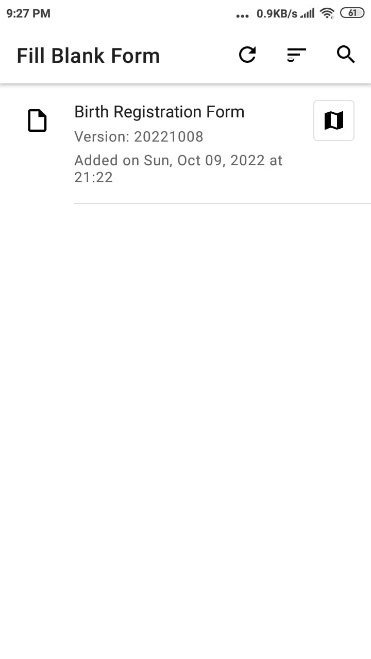 9:27 PM ... 0.9KB/s 61
Fill Blank Form
Birth Registration Form
Version: 20221008
Added on Sun, Oct 09, 2022 at
21:22